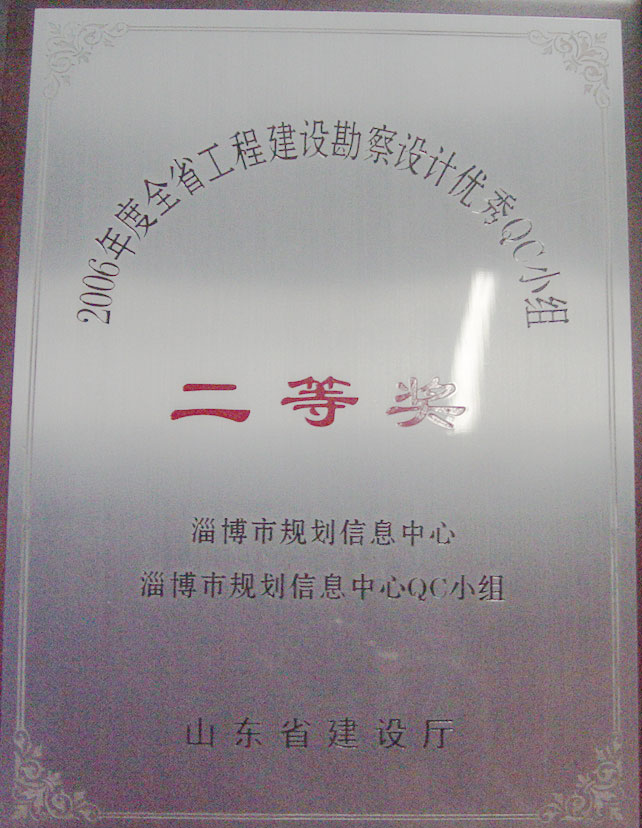 2006年度全省工程建设勘察设计优秀QC小组
二等奖
淄博市规划信息中心
淄博市规划信息中心QC小组
山东省建设厅